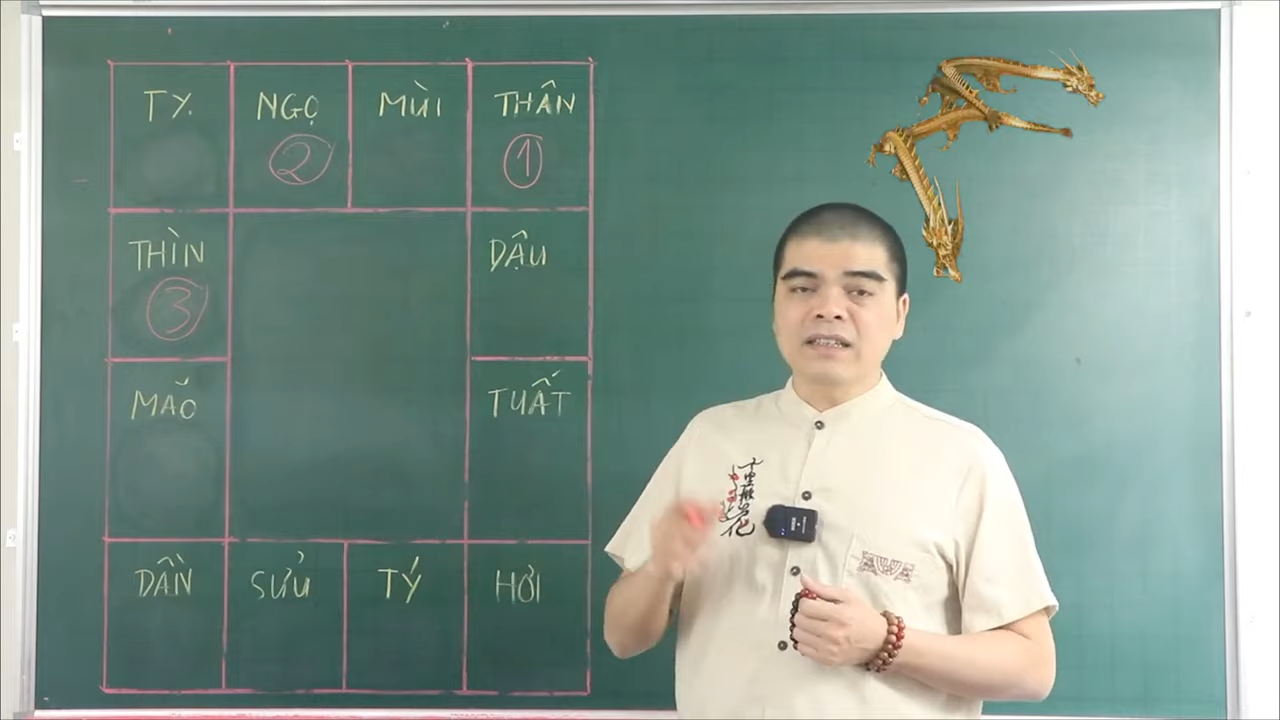 TỴ NGỌ MÙI THÂN
② ①
THÌN DẬU
③
MÃO TUẤT
DẦN SỬU TÝ HỢI